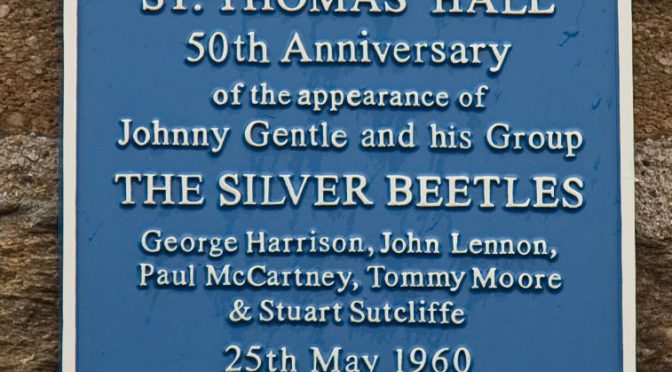 ST. THOMAS' HALL
50th Anniversary
of the appearance of
Johnny Gentle and his Group
THE SILVER BEETLES
George Harrison, John Lennon,
Paul McCartney, Tommy Moore
& Stuart Sutcliffe
25th May 1960